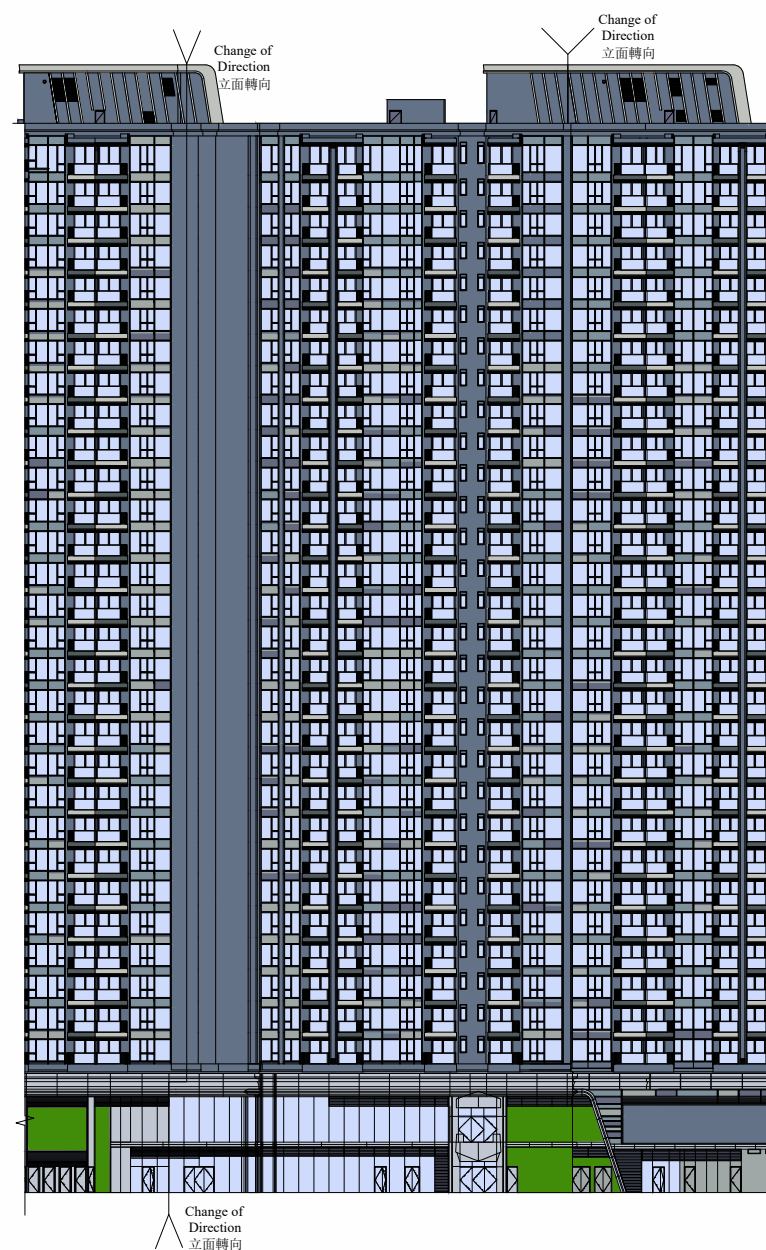 Change of
Direction
立面轉向
Change of
Direction
立面轉向
Change of
Direction
立面轉向